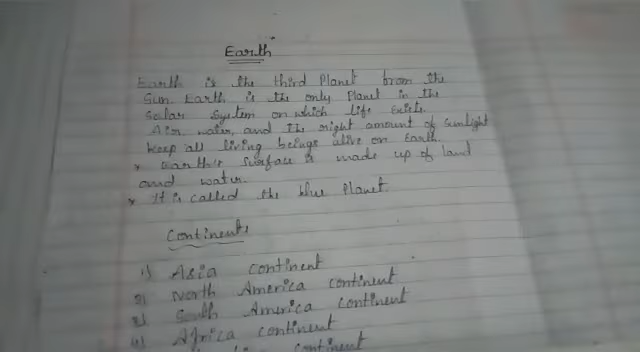 Earth
Earth is the third Planet from the
Sun. Earth is the only Planet in the
Solar System on which life exists.
Air, water, and The right amount of Sunlight
keep all living beings alive on Earth.
* Earth's Surface is made up of land
and water.
* It is called the blue Planet.
Continents
1) Asia continent
2) North America continent
3) South America continent
4) Africa continent
continent